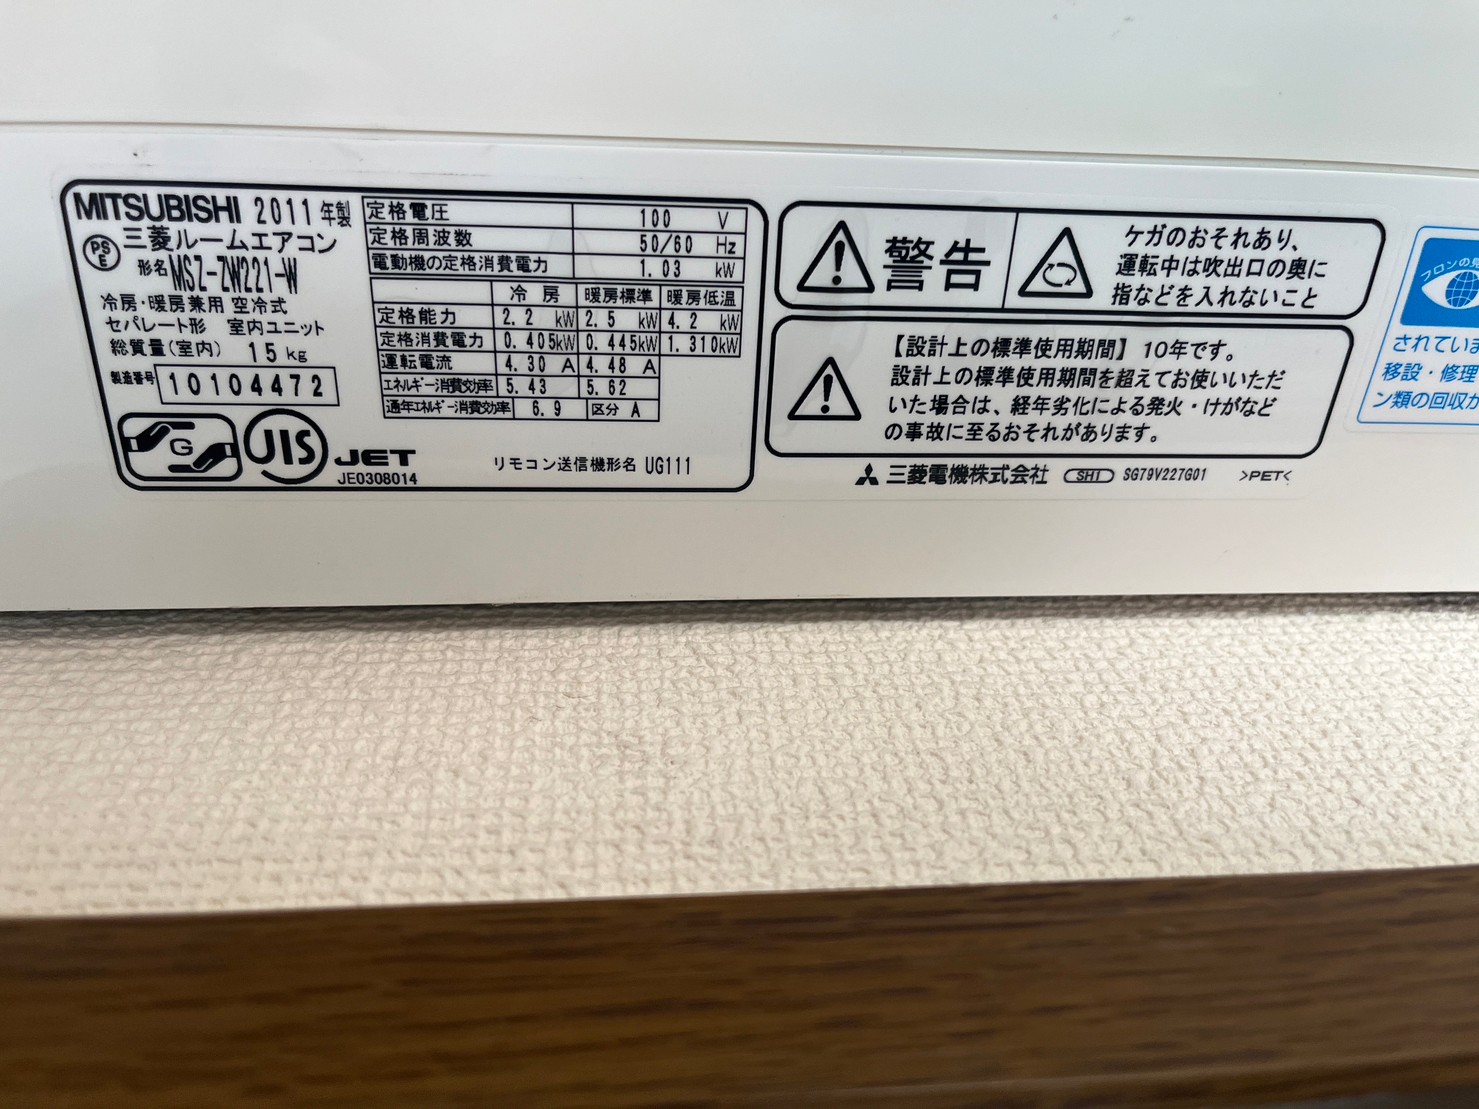 MITSUBISHI 2011年製
PS
E
三菱ルームエアコン
形名 MSZ-ZW221-W
冷房・暖房兼用 空冷式
セパレート形 室内ユニット
総質量(室内) 15kg
製造番号 10104472
G
JIS
JET
JE0308014
定格電圧 100 V
定格周波数 50/60 Hz
電動機の定格消費電力 1.03 kW
冷房 暖房標準 暖房低温
定格能力 2.2 kW 2.5 kW 4.2 kW
定格消費電力 0.405kW 0.445kW 1.310kW
運転電流 4.30 A 4.48 A
エネルギー消費効率 5.43 5.62
通年エネルギー消費効率 6.9 区分 A
リモコン送信機形名 UG111
警告
ケガのおそれあり、
運転中は吹出口の奥に
指などを入れないこと
【設計上の標準使用期間】 10年です。
設計上の標準使用期間を超えてお使いいただ
いた場合は、経年劣化による発火・けがなど
の事故に至るおそれがあります。
三菱電機株式会社 SHI SG79V227G01 >PET<
フロンの見
されていま
移設・修理
ン類の回収か